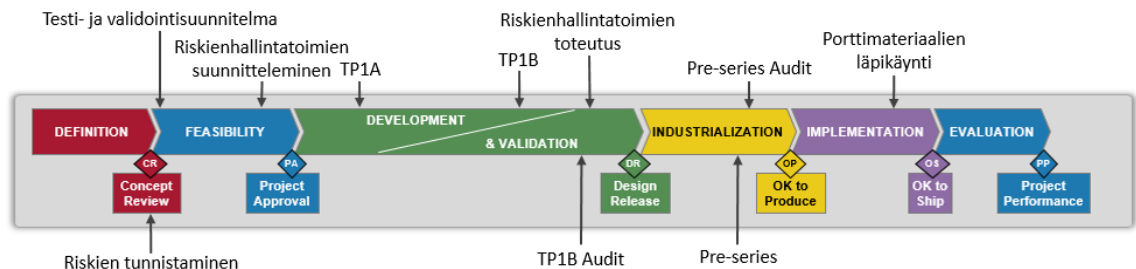 Testi- ja validointisuunnitelma
Riskienhallintatoimien
suunnitteleminen
TP1A
TP1B
Riskienhallintatoimien
toteutus
Pre-series Audit
Porttimateriaalien
läpikäynti
DEFINITION
FEASIBILITY
DEVELOPMENT
& VALIDATION
INDUSTRIALIZATION
IMPLEMENTATION
EVALUATION
CR
PA
DR
OP
OS
PP
Concept
Review
Project
Approval
Design
Release
OK to
Produce
OK to
Ship
Project
Performance
Riskien tunnistaminen
TP1B Audit
Pre-series